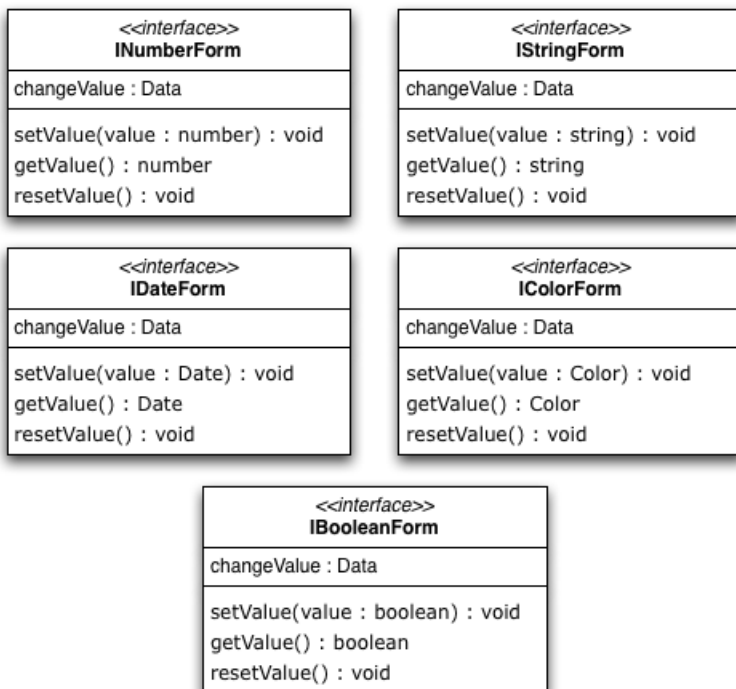 <<interface>>
INumberForm
changeValue : Data
setValue(value : number) : void
getValue() : number
resetValue() : void
<<interface>>
IStringForm
changeValue : Data
setValue(value : string) : void
getValue() : string
resetValue() : void
<<interface>>
IDateForm
changeValue : Data
setValue(value : Date) : void
getValue() : Date
resetValue() : void
<<interface>>
IColorForm
changeValue : Data
setValue(value : Color) : void
getValue() : Color
resetValue() : void
<<interface>>
IBooleanForm
changeValue : Data
setValue(value : boolean) : void
getValue() : boolean
resetValue() : void